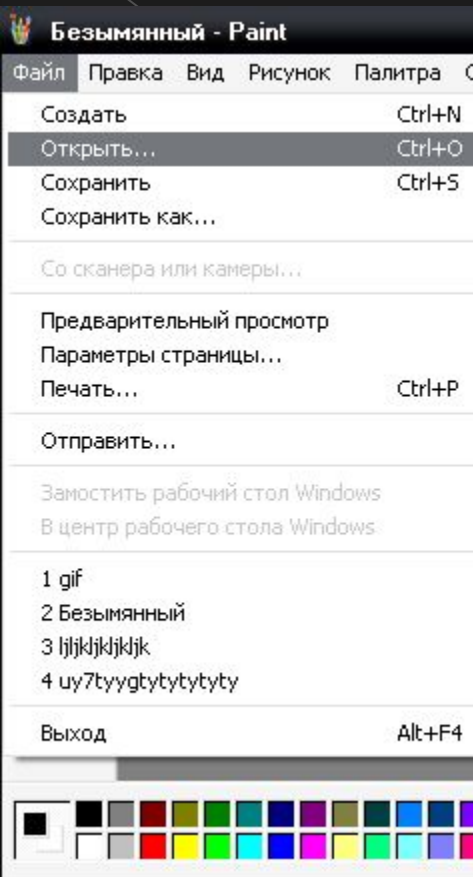 Безымянный - Paint
Файл Правка Вид Рисунок Палитра
Создать Ctrl+N
Открыть... Ctrl+O
Сохранить Ctrl+S
Сохранить как...
Со сканера или камеры...
Предварительный просмотр
Параметры страницы...
Печать... Ctrl+P
Отправить...
Замостить рабочий стол Windows
В центр рабочего стола Windows
1 gif
2 Безымянный
3 ljljkljkljkljk
4 uy7tyygtytytytyty
Выход Alt+F4